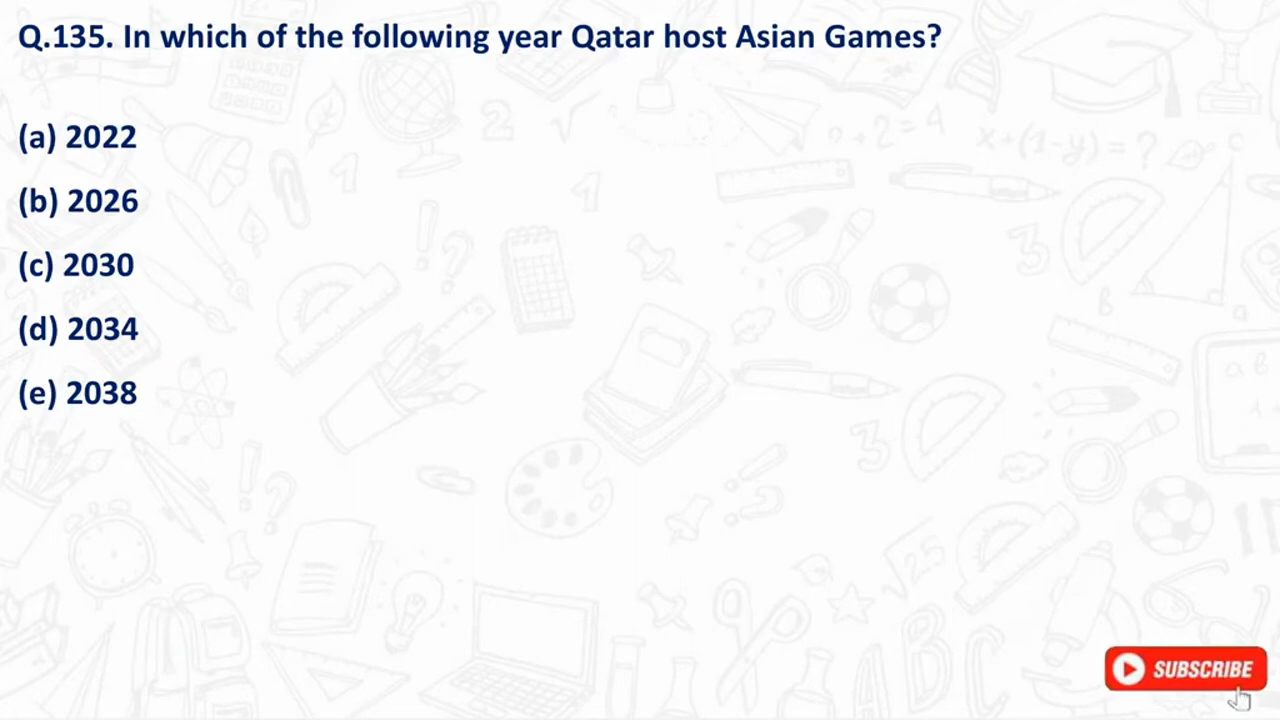 Q.135. In which of the following year Qatar host Asian Games?
(a) 2022
(b) 2026
(c) 2030
(d) 2034
(e) 2038
SUBSCRIBE